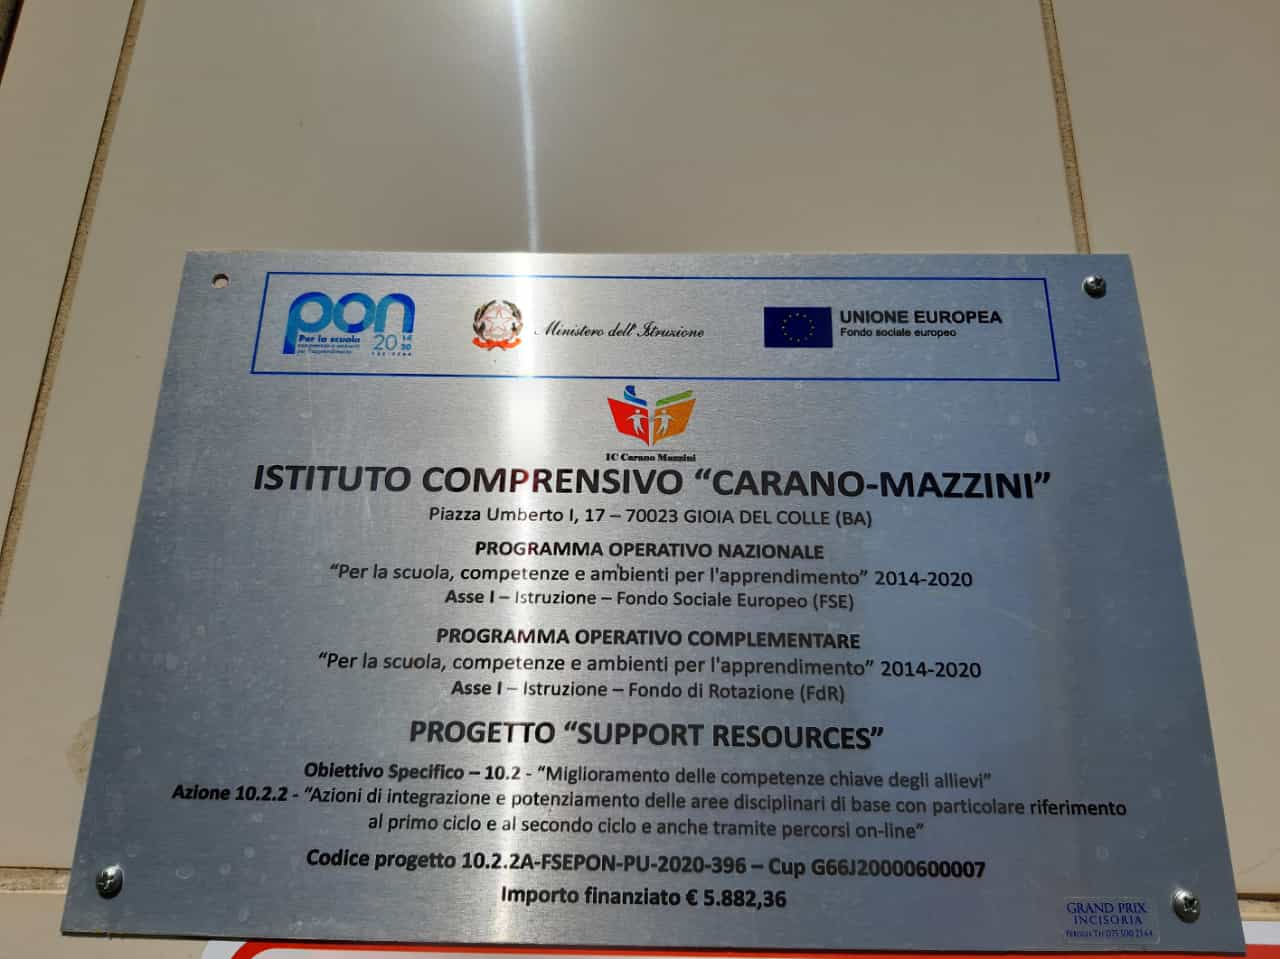 pon
Per la scuola
competenze e ambienti
per l'apprendimento
2014
2020
Ministero dell'Istruzione
UNIONE EUROPEA
Fondo sociale europeo
IC Carano Mazzini
ISTITUTO COMPRENSIVO “CARANO-MAZZINI”
Piazza Umberto I, 17 – 70023 GIOIA DEL COLLE (BA)
PROGRAMMA OPERATIVO NAZIONALE
“Per la scuola, competenze e ambienti per l'apprendimento” 2014-2020
Asse I – Istruzione – Fondo Sociale Europeo (FSE)
PROGRAMMA OPERATIVO COMPLEMENTARE
“Per la scuola, competenze e ambienti per l'apprendimento” 2014-2020
Asse I – Istruzione – Fondo di Rotazione (FdR)
PROGETTO “SUPPORT RESOURCES”
Obiettivo Specifico – 10.2 - “Miglioramento delle competenze chiave degli allievi”
Azione 10.2.2 - “Azioni di integrazione e potenziamento delle aree disciplinari di base con particolare riferimento
al primo ciclo e al secondo ciclo e anche tramite percorsi on-line”
Codice progetto 10.2.2A-FSEPON-PU-2020-396 – Cup G66J20000600007
Importo finanziato € 5.882,36
GRAND PRIX
INCISORIA